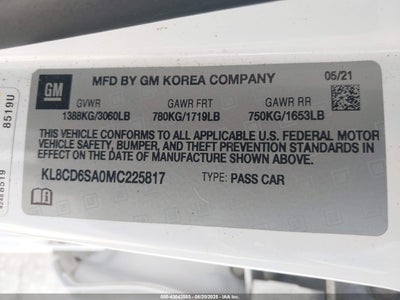 GM
MFD BY GM KOREA COMPANY 05/21
GVWR GAWR FRT GAWR RR
1388KG/3060LB 780KG/1719LB 750KG/1653LB
THIS VEHICLE CONFORMS TO ALL APPLICABLE U.S. FEDERAL MOTOR
VEHICLE SAFETY, BUMPER, AND THEFT PREVENTION STANDARDS
IN EFFECT ON THE DATE OF MANUFACTURE SHOWN ABOVE.
KL8CD6SA0MC225817 TYPE: PASS CAR
8519U